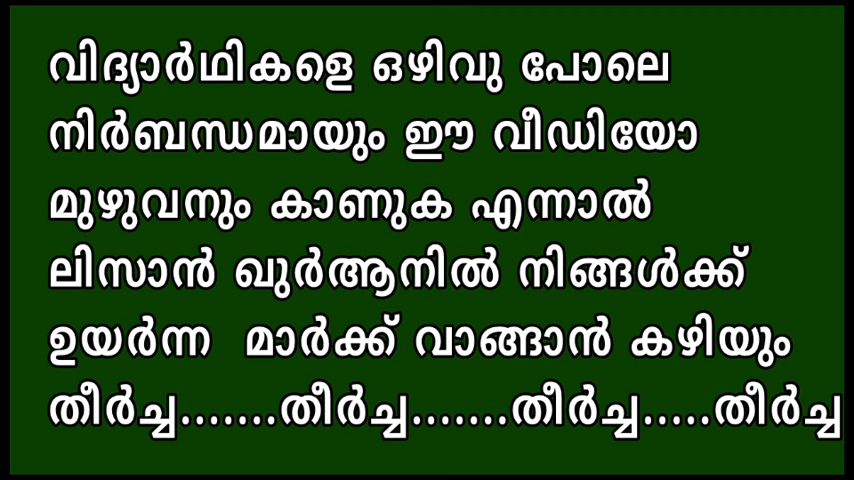 വിദ്യാർഥികളെ ഒഴിവു പോലെ
നിർബന്ധമായും ഈ വീഡിയോ
മുഴുവനും കാണുക എന്നാൽ
ലിസാൻ ഖുർആനിൽ നിങ്ങൾക്ക്
ഉയർന്ന മാർക്ക് വാങ്ങാൻ കഴിയും
തീർച്ച.......തീർച്ച.......തീർച്ച.....തീർച്ച